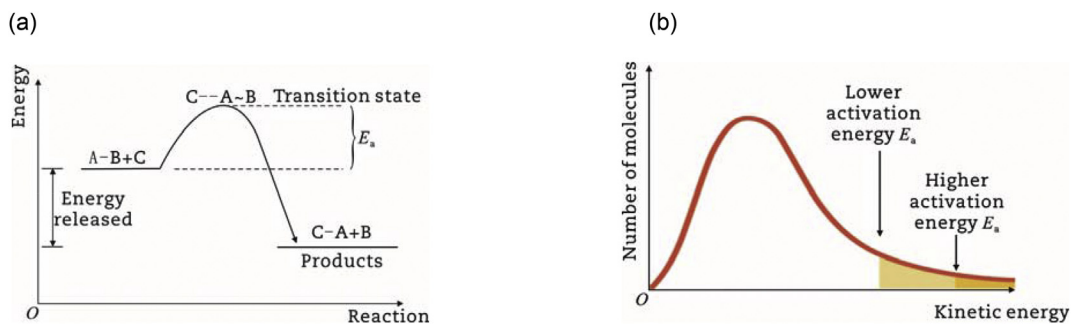 (a)
Energy
C--A~B
Transition state
Eₐ
A-B+C
Energy
released
C-A+B
Products
O
Reaction
(b)
Number of molecules
Lower
activation
energy Eₐ
Higher
activation
energy Eₐ
O
Kinetic energy